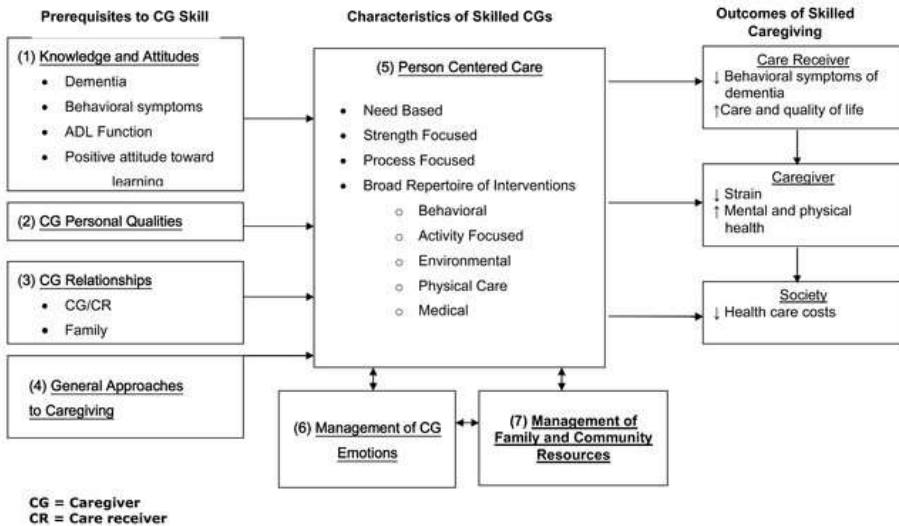 Prerequisites to CG Skill
(1) Knowledge and Attitudes
• Dementia
• Behavioral symptoms
• ADL Function
• Positive attitude toward
learning
(2) CG Personal Qualities
(3) CG Relationships
• CG/CR
• Family
(4) General Approaches
to Caregiving
Characteristics of Skilled CGs
(5) Person Centered Care
• Need Based
• Strength Focused
• Process Focused
• Broad Repertoire of Interventions
○ Behavioral
○ Activity Focused
○ Environmental
○ Physical Care
○ Medical
(6) Management of CG
Emotions
(7) Management of
Family and Community
Resources
Outcomes of Skilled
Caregiving
Care Receiver
↓ Behavioral symptoms of
dementia
↑Care and quality of life
Caregiver
↓ Strain
↑ Mental and physical
health
Society
↓ Health care costs
CG = Caregiver
CR = Care receiver